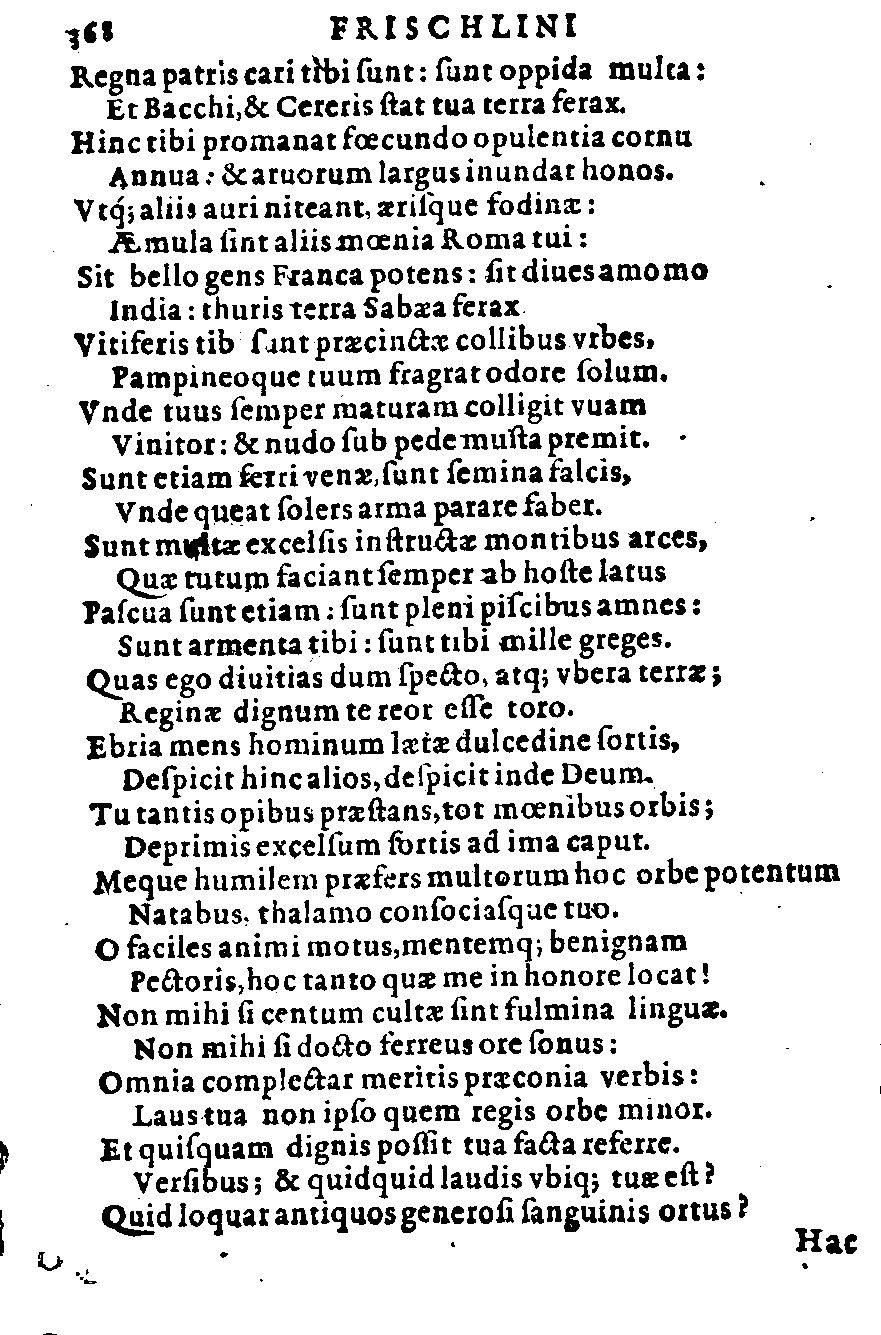 368 FRISCHLINI
Regna patris cari tibi ſunt: ſunt oppida multa:
Et Bacchi,& Cereris ſtat tua terra ferax.
Hinc tibi promanat fœcundo opulentia cornu
Annua: & aruorum largus inundat honos.
Vtq́; aliis auri niteant, æriſque fodinæ:
Æmula ſint aliis mœnia Roma tui:
Sit bello gens Franca potens: ſit diues amomo
India: thuris terra Sabæa ferax
Vitiferis tib ſunt præcinctæ collibus vrbes,
Pampineoque tuum fragrat odore ſolum.
Vnde tuus ſemper maturam colligit vuam
Vinitor: & nudo ſub pede muſta premit.
Sunt etiam ferri venæ, ſunt ſemina falcis,
Vnde queat ſolers arma parare faber.
Sunt multæ excelſis inſtructæ montibus arces,
Quæ tutum faciant ſemper ab hoſte latus
Paſcua ſunt etiam: ſunt pleni piſcibus amnes:
Sunt armenta tibi: ſunt tibi mille greges.
Quas ego diuitias dum ſpecto, atq; vbera terræ;
Reginæ dignum te reor eſſe toro.
Ebria mens hominum lætæ dulcedine ſortis,
Deſpicit hinc alios, deſpicit inde Deum.
Tu tantis opibus præſtans, tot mœnibus orbis;
Deprimis excelſum fortis ad ima caput.
Meque humilem præfers multorum hoc orbe potentum
Natabus, thalamo conſociaſque tuo.
O faciles animi motus, mentemq; benignam
Pectoris, hoc tanto quæ me in honore locat!
Non mihi ſi centum cultæ ſint fulmina linguæ.
Non mihi ſi docto ferreus ore ſonus:
Omnia complectar meritis præconia verbis:
Laus tua non ipſo quem regis orbe minor.
Et quiſquam dignis poſſit tua facta referre.
Verſibus; & quidquid laudis vbiq; tuæ eſt?
Quid loquar antiquos generoſi ſanguinis ortus?
Hac